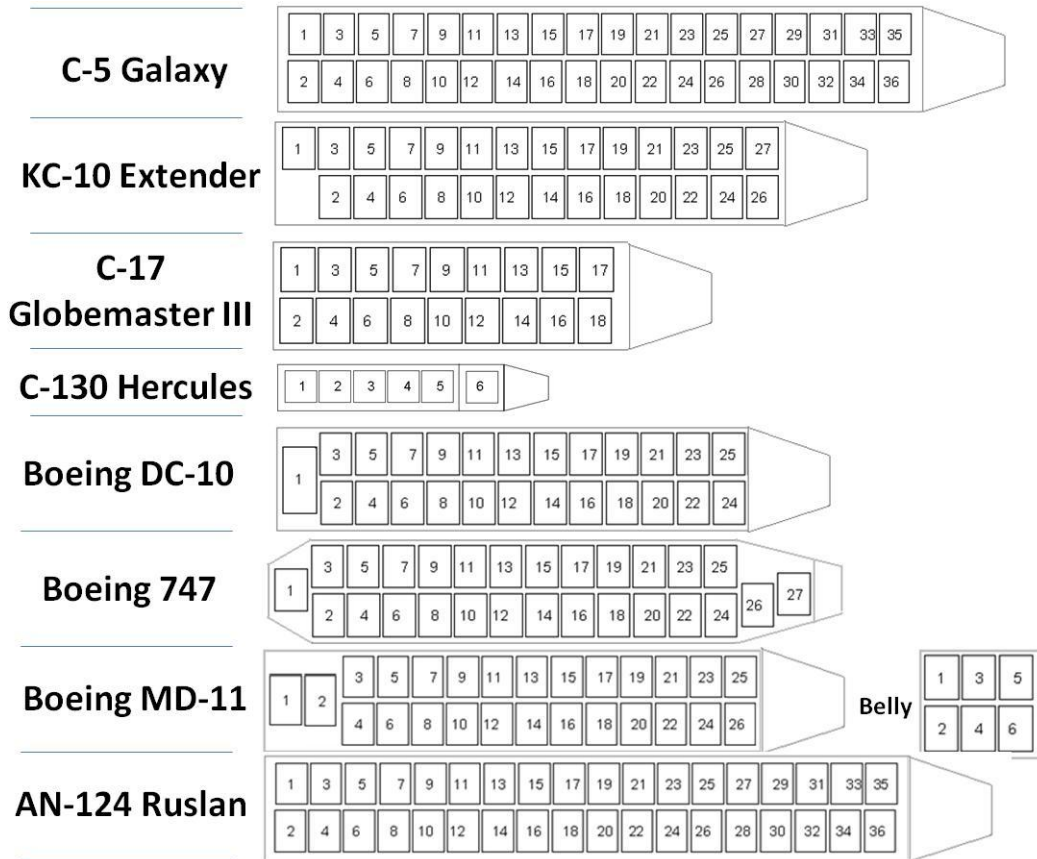 C-5 Galaxy
1 3 5 7 9 11 13 15 17 19 21 23 25 27 29 31 33 35
2 4 6 8 10 12 14 16 18 20 22 24 26 28 30 32 34 36
KC-10 Extender
1 3 5 7 9 11 13 15 17 19 21 23 25 27
2 4 6 8 10 12 14 16 18 20 22 24 26
C-17
Globemaster III
1 3 5 7 9 11 13 15 17
2 4 6 8 10 12 14 16 18
C-130 Hercules
1 2 3 4 5 6
Boeing DC-10
1 3 5 7 9 11 13 15 17 19 21 23 25
2 4 6 8 10 12 14 16 18 20 22 24
Boeing 747
1 3 5 7 9 11 13 15 17 19 21 23 25
2 4 6 8 10 12 14 16 18 20 22 24 26 27
Boeing MD-11
1 2 3 5 7 9 11 13 15 17 19 21 23 25
4 6 8 10 12 14 16 18 20 22 24 26
Belly
1 3 5
2 4 6
AN-124 Ruslan
1 3 5 7 9 11 13 15 17 19 21 23 25 27 29 31 33 35
2 4 6 8 10 12 14 16 18 20 22 24 26 28 30 32 34 36